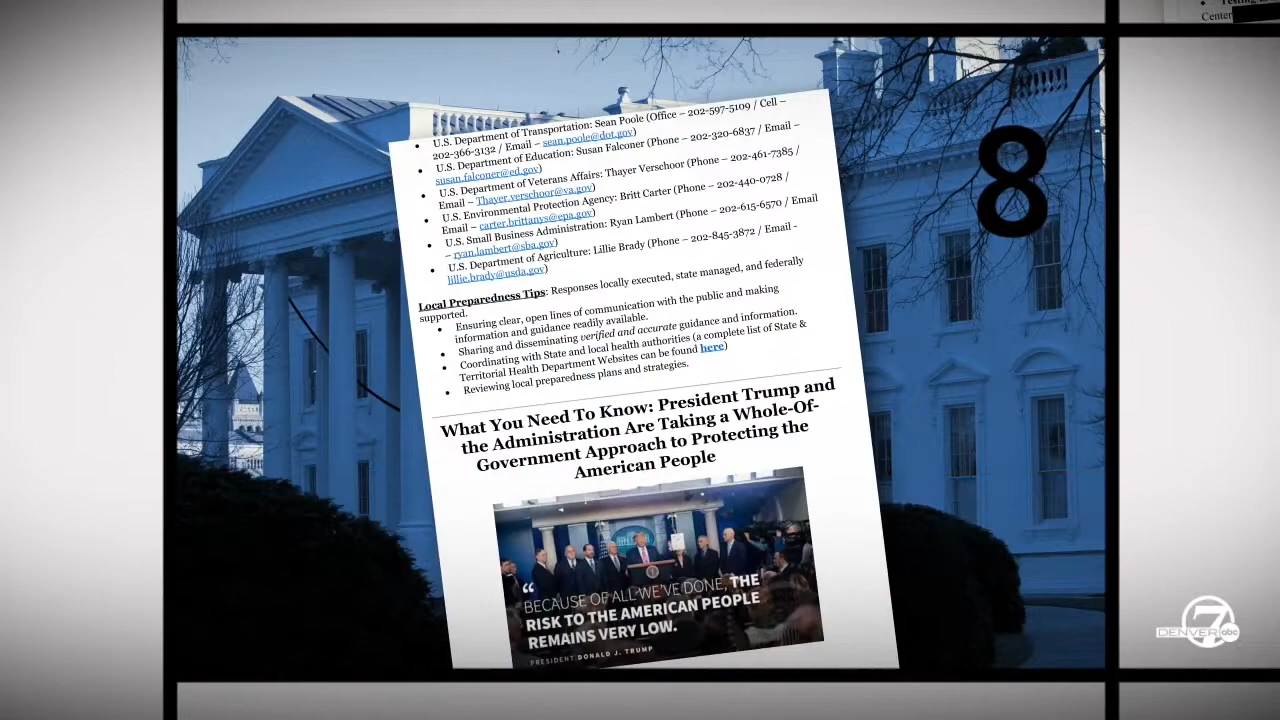 Testing
Center
8
U.S. Department of Transportation: Sean Poole (Office – 202-597-5109 / Cell –
202-366-3132 / Email – sean.poole@dot.gov)
U.S. Department of Education: Susan Falconer (Phone – 202-320-6837 / Email –
susan.falconer@ed.gov)
U.S. Department of Veterans Affairs: Thayer Verschoor (Phone – 202-461-7385 /
Email – Thayer.verschoor@va.gov)
U.S. Environmental Protection Agency: Britt Carter (Phone – 202-440-0728 /
Email – carter.brittanys@epa.gov)
U.S. Small Business Administration: Ryan Lambert (Phone – 202-615-6570 / Email
– ryan.lambert@sba.gov)
U.S. Department of Agriculture: Lillie Brady (Phone – 202-845-3872 / Email -
lillie.brady@usda.gov)
Local Preparedness Tips: Responses locally executed, state managed, and federally
supported.
Ensuring clear, open lines of communication with the public and making
information and guidance readily available.
Sharing and disseminating verified and accurate guidance and information.
Coordinating with State and local health authorities (a complete list of State &
Territorial Health Department Websites can be found here)
Reviewing local preparedness plans and strategies.
What You Need To Know: President Trump and
the Administration Are Taking a Whole-Of-
Government Approach to Protecting the
American People
“
BECAUSE OF ALL WE'VE DONE, THE
RISK TO THE AMERICAN PEOPLE
REMAINS VERY LOW.
PRESIDENT DONALD J. TRUMP
DENVER 7 abc